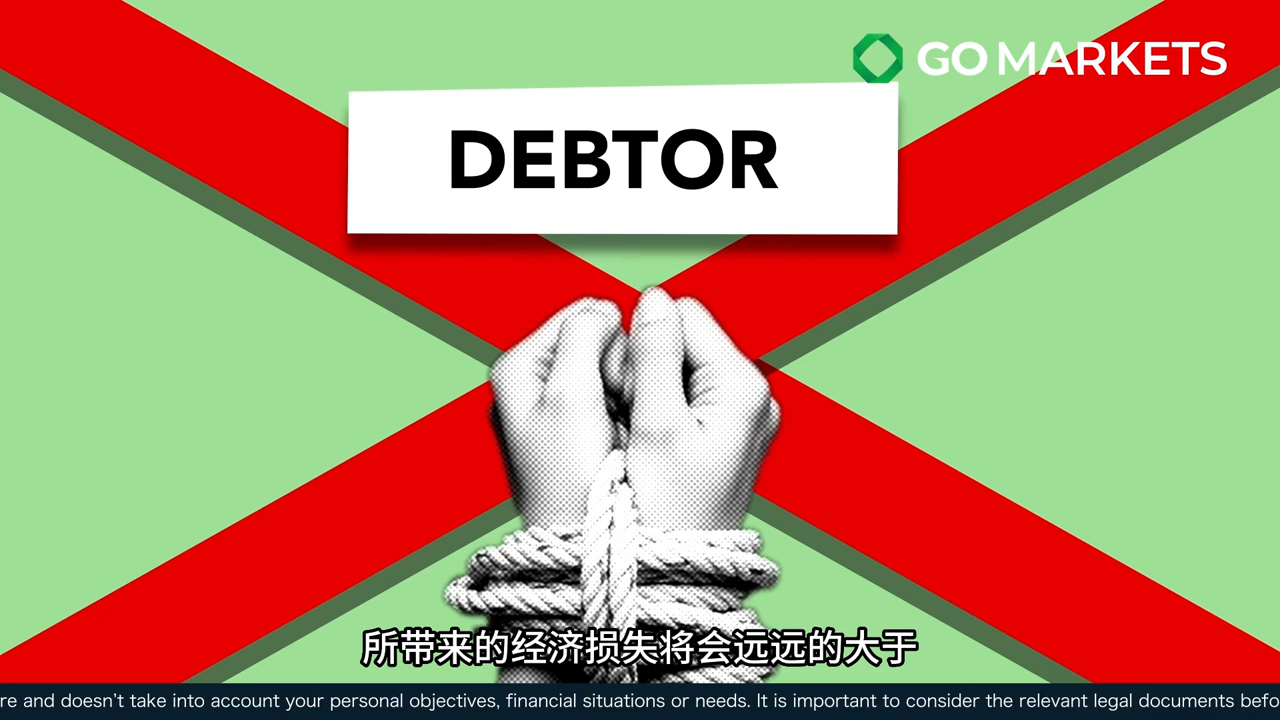 GO MARKETS
DEBTOR
所带来的经济损失将会远远的大于
re and doesn't take into account your personal objectives, financial situations or needs. It is important to consider the relevant legal documents befo